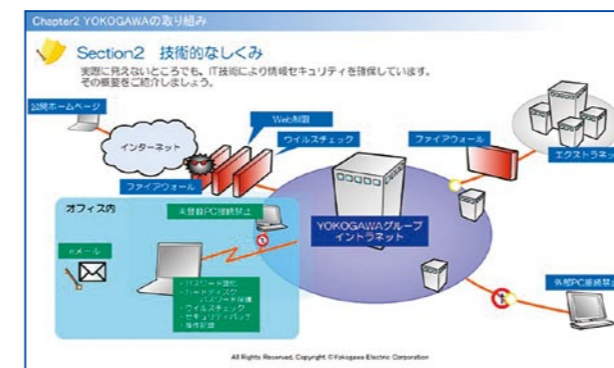 Chapter2 YOKOGAWAの取り組み
Section2 技術的なしくみ
実際に見えないところでも、IT技術により情報セキュリティを確保しています。
その概要をご紹介しましょう。
公開ホームページ
Web制限
ウイルスチェック
インターネット
ファイアウォール
ファイアウォール
エクストラネット
オフィス内
未登録PC接続禁止
YOKOGAWAグループ
イントラネット
eメール
・パスワード強化
・ハードディスク
パスワード保護
・ウイルスチェック
・セキュリティパッチ
・操作記録
外部PC接続禁止
All Rights Reserved, Copyright ©Yokogawa Electric Corporation